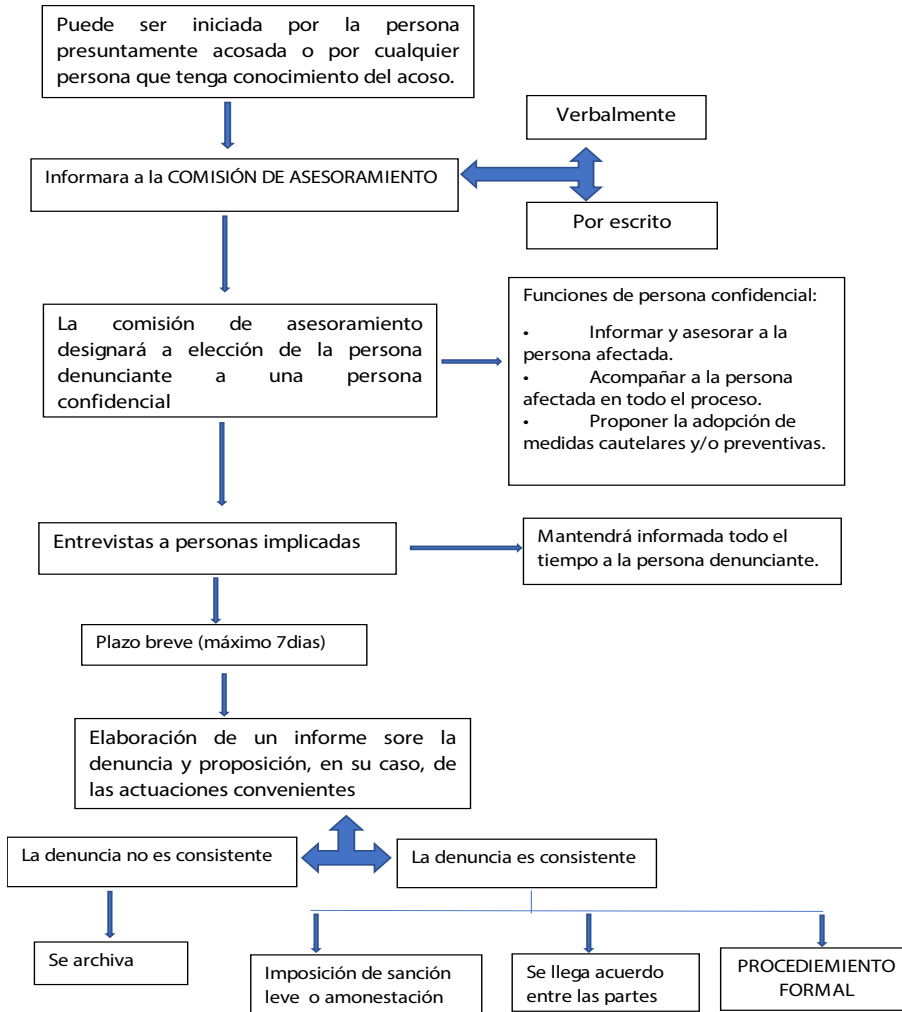 Puede ser iniciada por la persona
presuntamente acosada o por cualquier
persona que tenga conocimiento del acoso.
Verbalmente
Informara a la COMISIÓN DE ASESORAMIENTO
Por escrito
La comisión de asesoramiento
designará a elección de la persona
denunciante a una persona
confidencial
Funciones de persona confidencial:
• Informar y asesorar a la
persona afectada.
• Acompañar a la persona
afectada en todo el proceso.
• Proponer la adopción de
medidas cautelares y/o preventivas.
Entrevistas a personas implicadas
Mantendrá informada todo el
tiempo a la persona denunciante.
Plazo breve (máximo 7dias)
Elaboración de un informe sore la
denuncia y proposición, en su caso, de
las actuaciones convenientes
La denuncia no es consistente
La denuncia es consistente
Se archiva
Imposición de sanción
leve o amonestación
Se llega acuerdo
entre las partes
PROCEDIEMIENTO
FORMAL